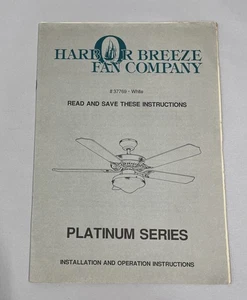 HARBOR BREEZE
FAN COMPANY
White
READ AND SAVE THESE INSTRUCTIONS
PLATINUM SERIES
INSTALLATION AND OPERATION INSTRUCTIONS